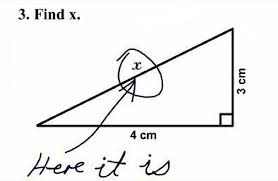 3. Find x.
x
3 cm
4 cm
Here it is